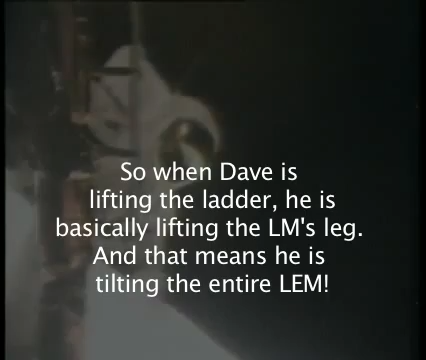 So when Dave is
lifting the ladder, he is
basically lifting the LM's leg.
And that means he is
tilting the entire LEM!